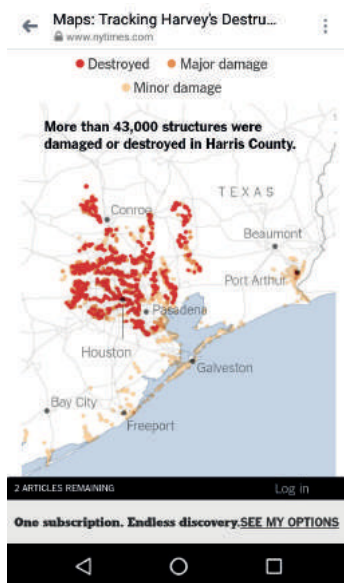 Maps: Tracking Harvey's Destru...
www.nytimes.com
Destroyed
Major damage
Minor damage
More than 43,000 structures were
damaged or destroyed in Harris County.
TEXAS
Conroe
Beaumont
Port Arthur
Pasadena
Houston
Galveston
Bay City
Freeport
2 ARTICLES REMAINING
Log in
One subscription. Endless discovery. SEE MY OPTIONS